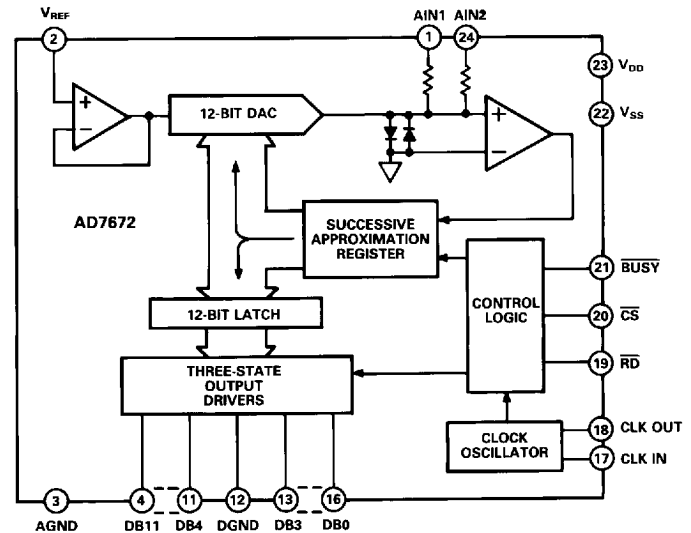 VREF
AIN1 AIN2
2
1
24
23 VDD
22 VSS
+
−
12-BIT DAC
+
−
AD7672
SUCCESSIVE
APPROXIMATION
REGISTER
CONTROL
LOGIC
21 BUSY
20 CS
19 RD
12-BIT LATCH
THREE-STATE
OUTPUT
DRIVERS
CLOCK
OSCILLATOR
18 CLK OUT
17 CLK IN
3
4
11
12
13
16
AGND DB11 DB4 DGND DB3 DB0